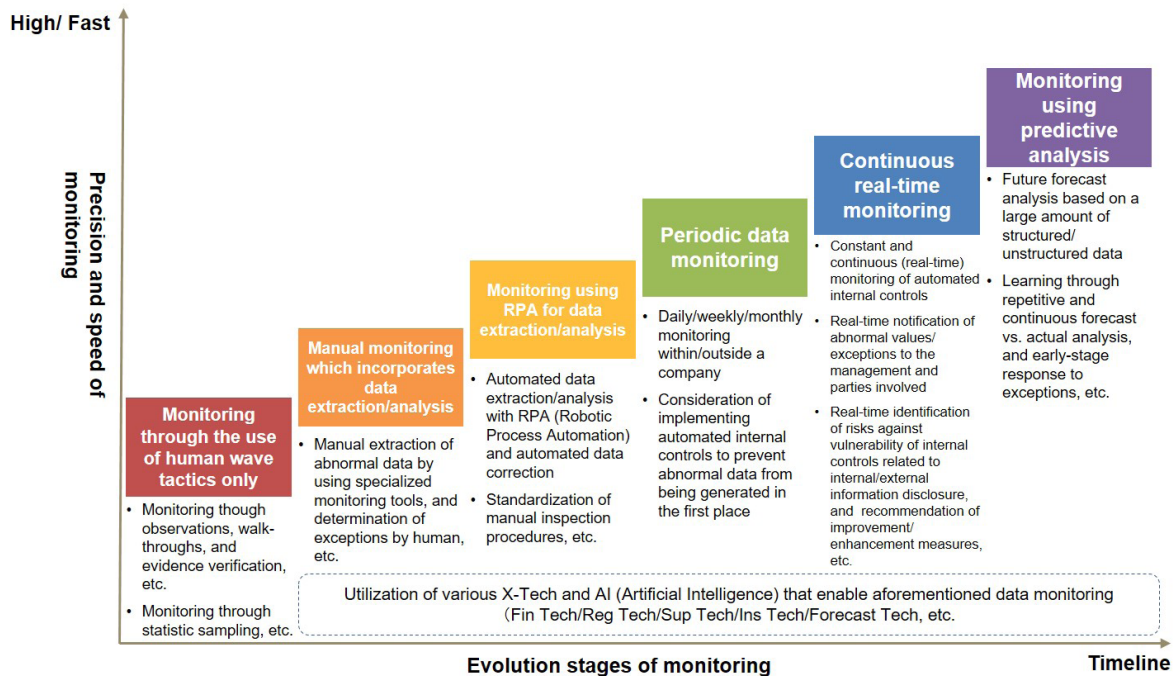 High/ Fast
Precision and speed of
monitoring
Monitoring
through the use
of human wave
tactics only
• Monitoring though
observations, walk-
throughs, and
evidence verification,
etc.
• Monitoring through
statistic sampling, etc.
Manual monitoring
which incorporates
data
extraction/analysis
• Manual extraction of
abnormal data by
using specialized
monitoring tools, and
determination of
exceptions by human,
etc.
Monitoring using
RPA for data
extraction/analysis
• Automated data
extraction/analysis
with RPA (Robotic
Process Automation)
and automated data
correction
• Standardization of
manual inspection
procedures, etc.
Periodic data
monitoring
• Daily/weekly/monthly
monitoring
within/outside a
company
• Consideration of
implementing
automated internal
controls to prevent
abnormal data from
being generated in
the first place
Continuous
real-time
monitoring
• Constant and
continuous (real-time)
monitoring of automated
internal controls
• Real-time notification of
abnormal values/
exceptions to the
management and
parties involved
• Real-time identification
of risks against
vulnerability of internal
controls related to
internal/external
information disclosure,
and recommendation of
improvement/
enhancement measures,
etc.
Monitoring
using
predictive
analysis
• Future forecast
analysis based on a
large amount of
structured/
unstructured data
• Learning through
repetitive and
continuous forecast
vs. actual analysis,
and early-stage
response to
exceptions, etc.
Utilization of various X-Tech and AI (Artificial Intelligence) that enable aforementioned data monitoring
（Fin Tech/Reg Tech/Sup Tech/Ins Tech/Forecast Tech, etc.
Evolution stages of monitoring
Timeline